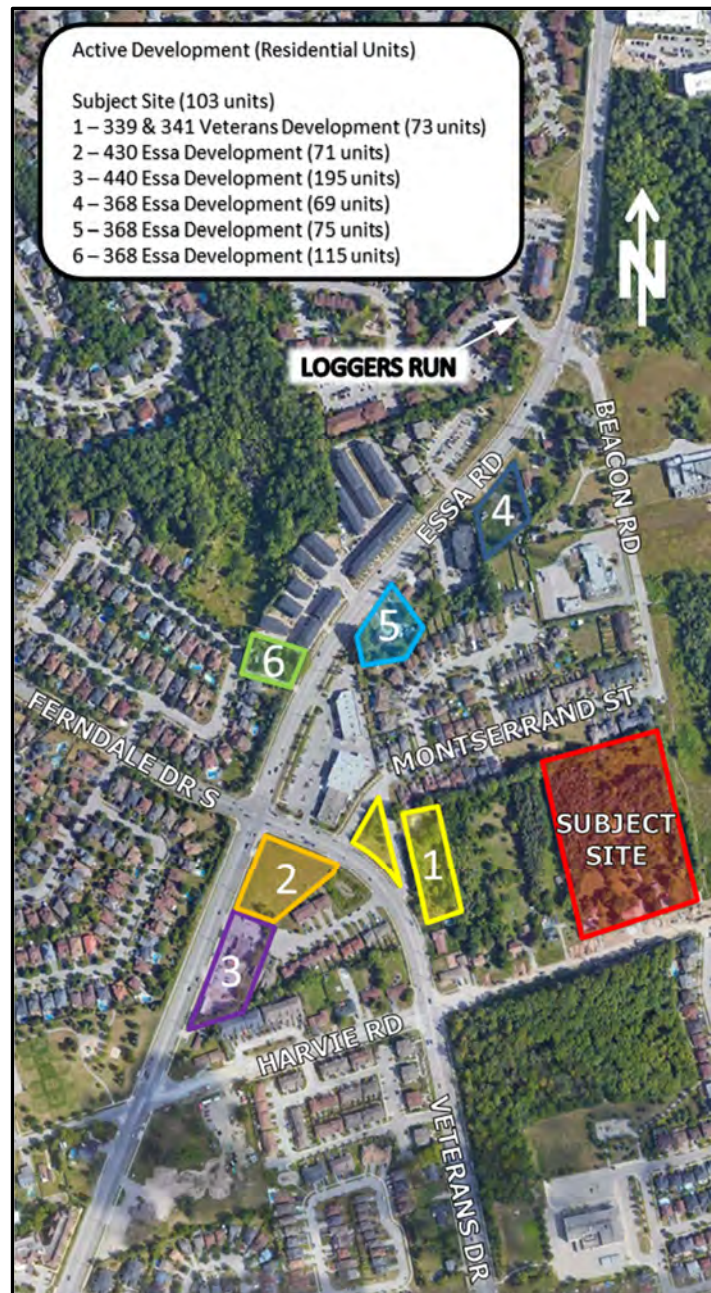 Active Development (Residential Units)
Subject Site (103 units)
1 – 339 & 341 Veterans Development (73 units)
2 – 430 Essa Development (71 units)
3 – 440 Essa Development (195 units)
4 – 368 Essa Development (69 units)
5 – 368 Essa Development (75 units)
6 – 368 Essa Development (115 units)
N
LOGGERS RUN
BEACON RD
ESSA RD
4
5
6
FERNDALE DR S
MONTSERRAND ST
SUBJECT
SITE
1
2
3
HARVIE RD
VETERANS DR